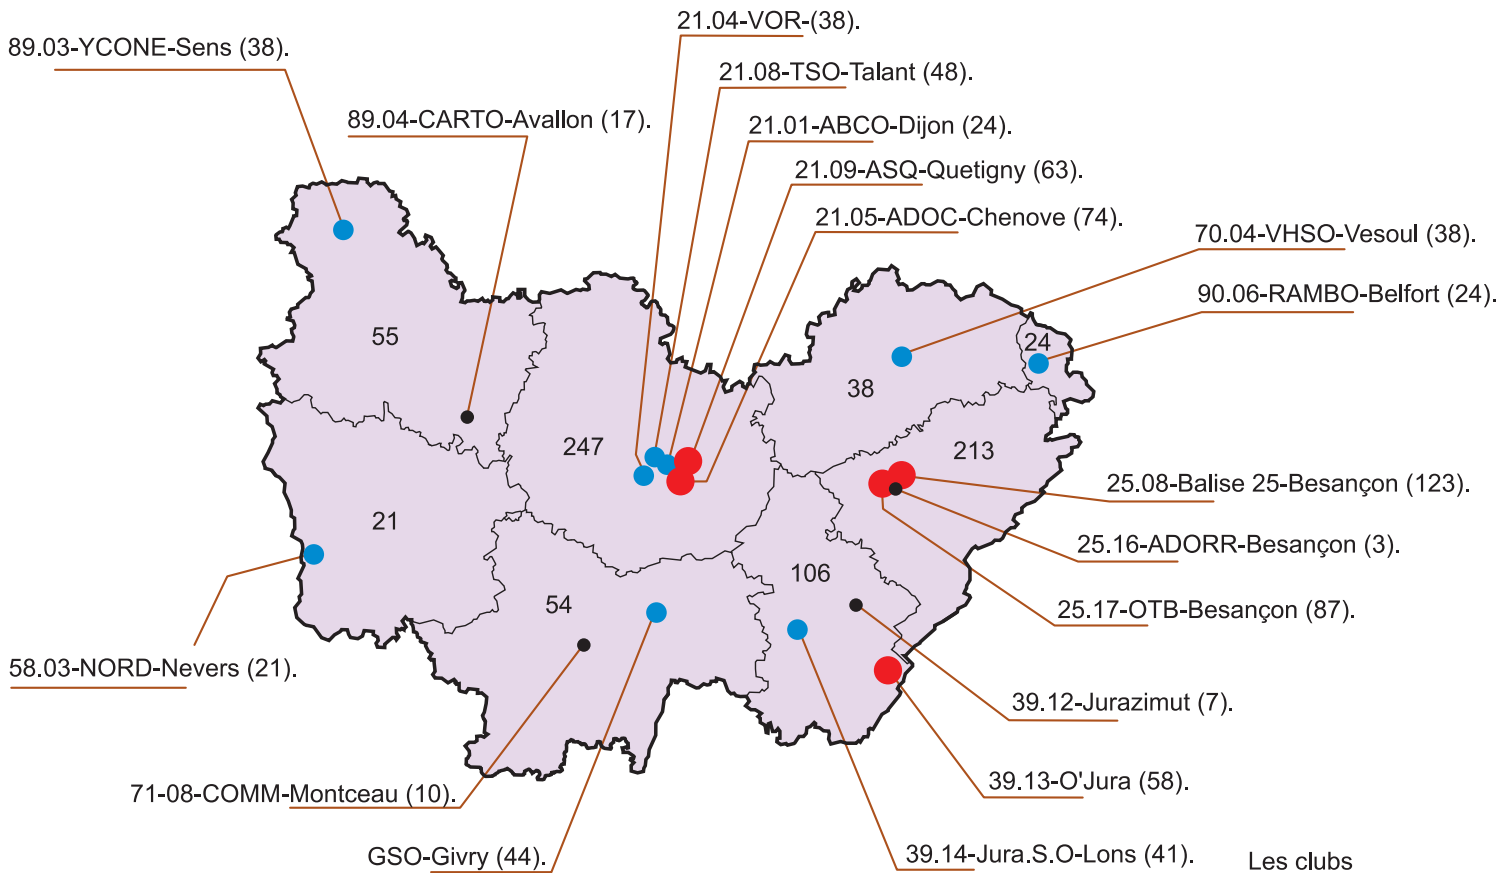 21.04-VOR-(38).
89.03-YCONE-Sens (38).
21.08-TSO-Talant (48).
89.04-CARTO-Avallon (17).
21.01-ABCO-Dijon (24).
21.09-ASQ-Quetigny (63).
21.05-ADOC-Chenove (74).
70.04-VHSO-Vesoul (38).
90.06-RAMBO-Belfort (24).
55
24
38
247
213
25.08-Balise 25-Besançon (123).
21
25.16-ADORR-Besançon (3).
106
54
25.17-OTB-Besançon (87).
58.03-NORD-Nevers (21).
39.12-Jurazimut (7).
39.13-O'Jura (58).
71-08-COMM-Montceau (10).
GSO-Givry (44).
39.14-Jura.S.O-Lons (41).
Les clubs